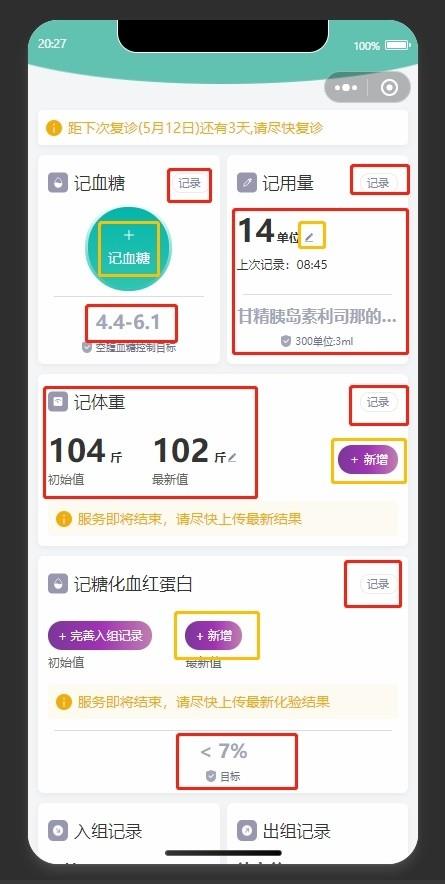 20:27
100%
距下次复诊(5月12日)还有3天,请尽快复诊
记血糖
记录
+
记血糖
4.4-6.1
空腹血糖控制目标
记用量
记录
14单位
上次记录：08:45
甘精胰岛素利司那的...
300单位:3ml
记体重
记录
104 斤
102 斤
+ 新增
初始值
最新值
服务即将结束，请尽快上传最新结果
记糖化血红蛋白
记录
+ 完善入组记录
+ 新增
初始值
最新值
服务即将结束，请尽快上传最新化验结果
< 7%
目标
入组记录
出组记录